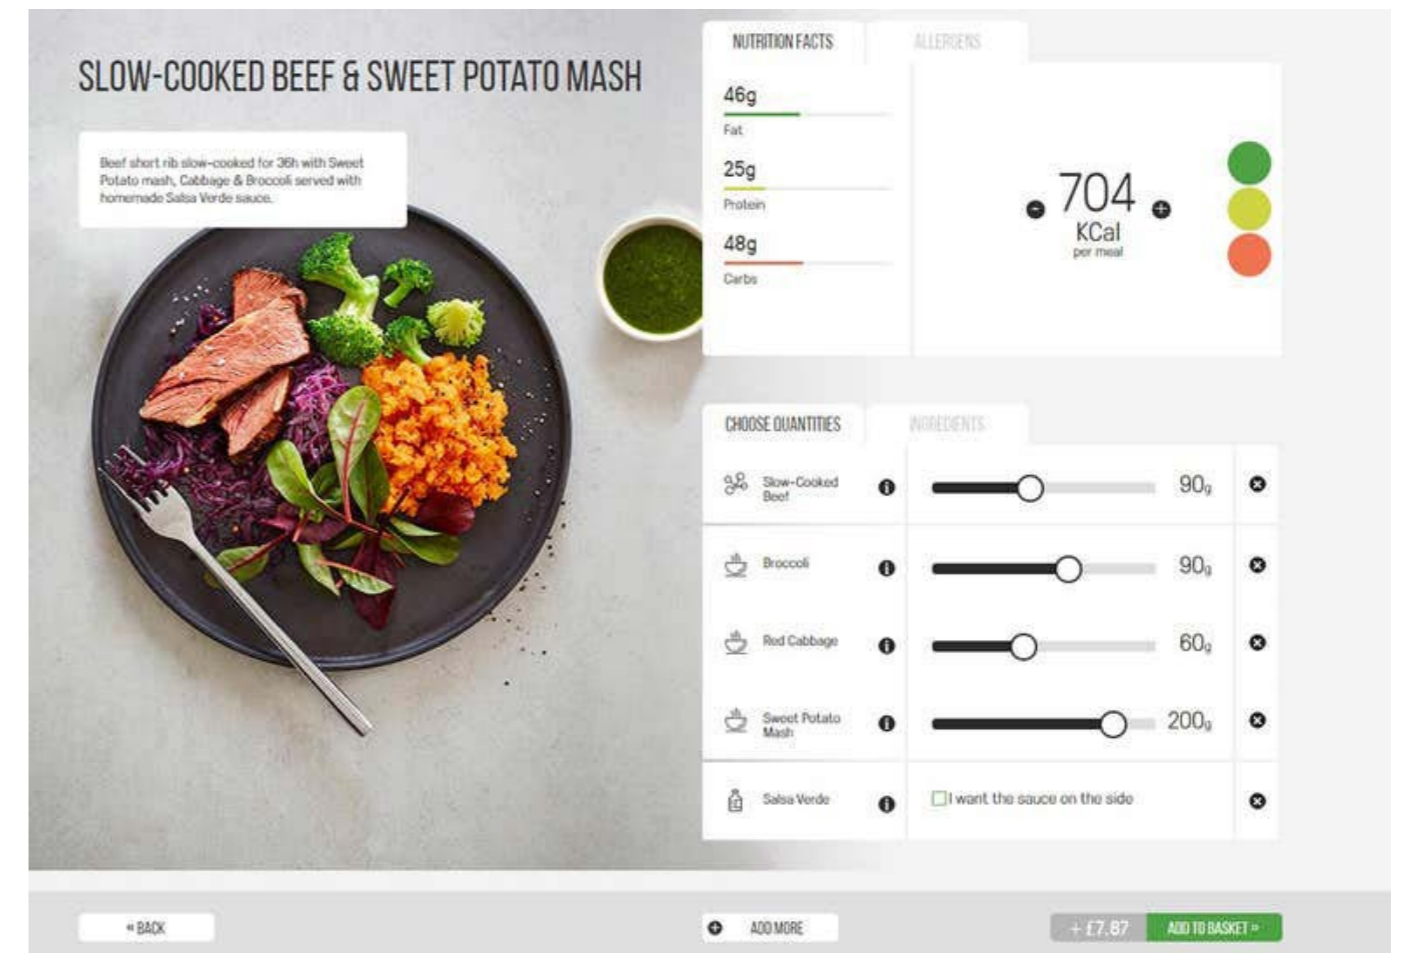 SLOW-COOKED BEEF & SWEET POTATO MASH
Beef short rib slow-cooked for 36h with Sweet
Potato mash, Cabbage & Broccoli served with
homemade Salsa Verde sauce.
NUTRITION FACTS
ALLERGENS
46g
Fat
25g
Protein
48g
Carbs
- 704 +
KCal
per meal
CHOOSE QUANTITIES
INGREDIENTS
Slow-Cooked
Beef
90g
Broccoli
90g
Red Cabbage
60g
Sweet Potato
Mash
200g
Salsa Verde
I want the sauce on the side
« BACK
+ ADD MORE
+ £7.87
ADD TO BASKET »